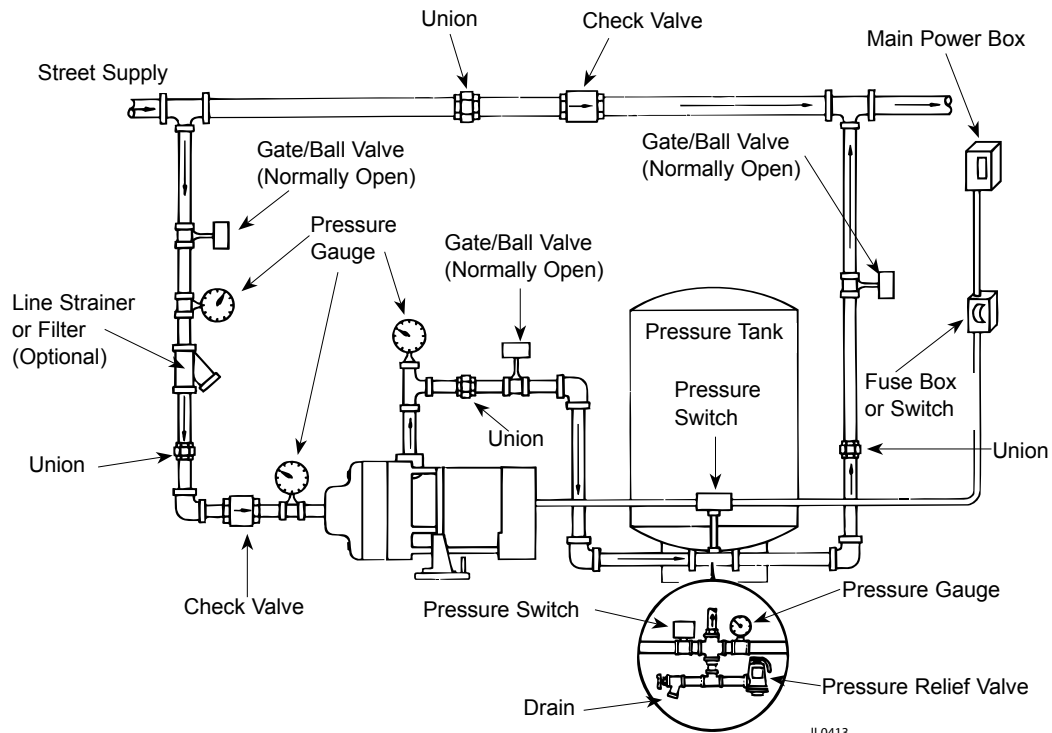 Union
Check Valve
Main Power Box
Street Supply
Gate/Ball Valve
(Normally Open)
Gate/Ball Valve
(Normally Open)
Pressure
Gauge
Gate/Ball Valve
(Normally Open)
Line Strainer
or Filter
(Optional)
Pressure Tank
Fuse Box
or Switch
Pressure
Switch
Union
Union
Union
Check Valve
Pressure Switch
Pressure Gauge
Pressure Relief Valve
Drain
JL0413